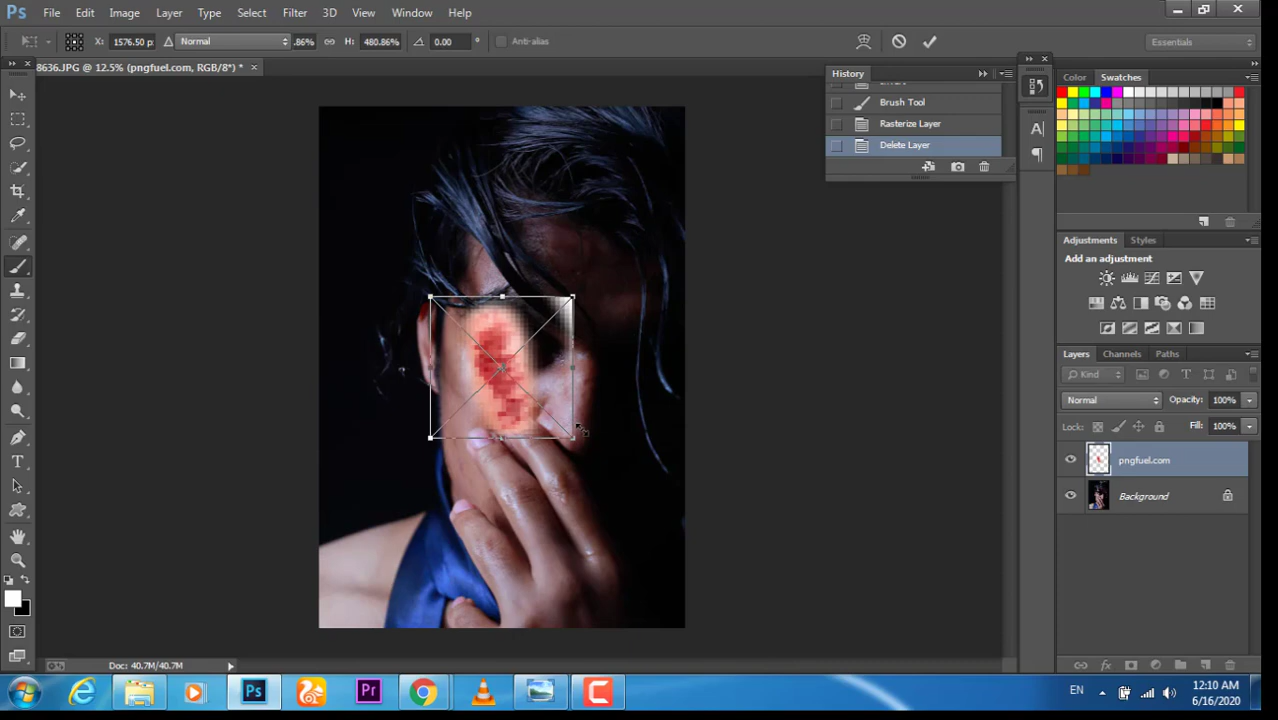 Ps File Edit Image Layer Type Select Filter 3D View Window Help
X: 1576.50 p Normal .86% H: 480.86% 0.00 Anti-alias Essentials
8636.JPG @ 12.5% (pngfuel.com, RGB/8*) * ×
History
Brush Tool
Rasterize Layer
Delete Layer
Color Swatches
Adjustments Styles
Add an adjustment
Layers Channels Paths
Kind
Normal Opacity: 100%
Lock: Fill: 100%
pngfuel.com
Background
Doc: 40.7M/40.7M
Ps Pr EN 12:10 AM
6/16/2020